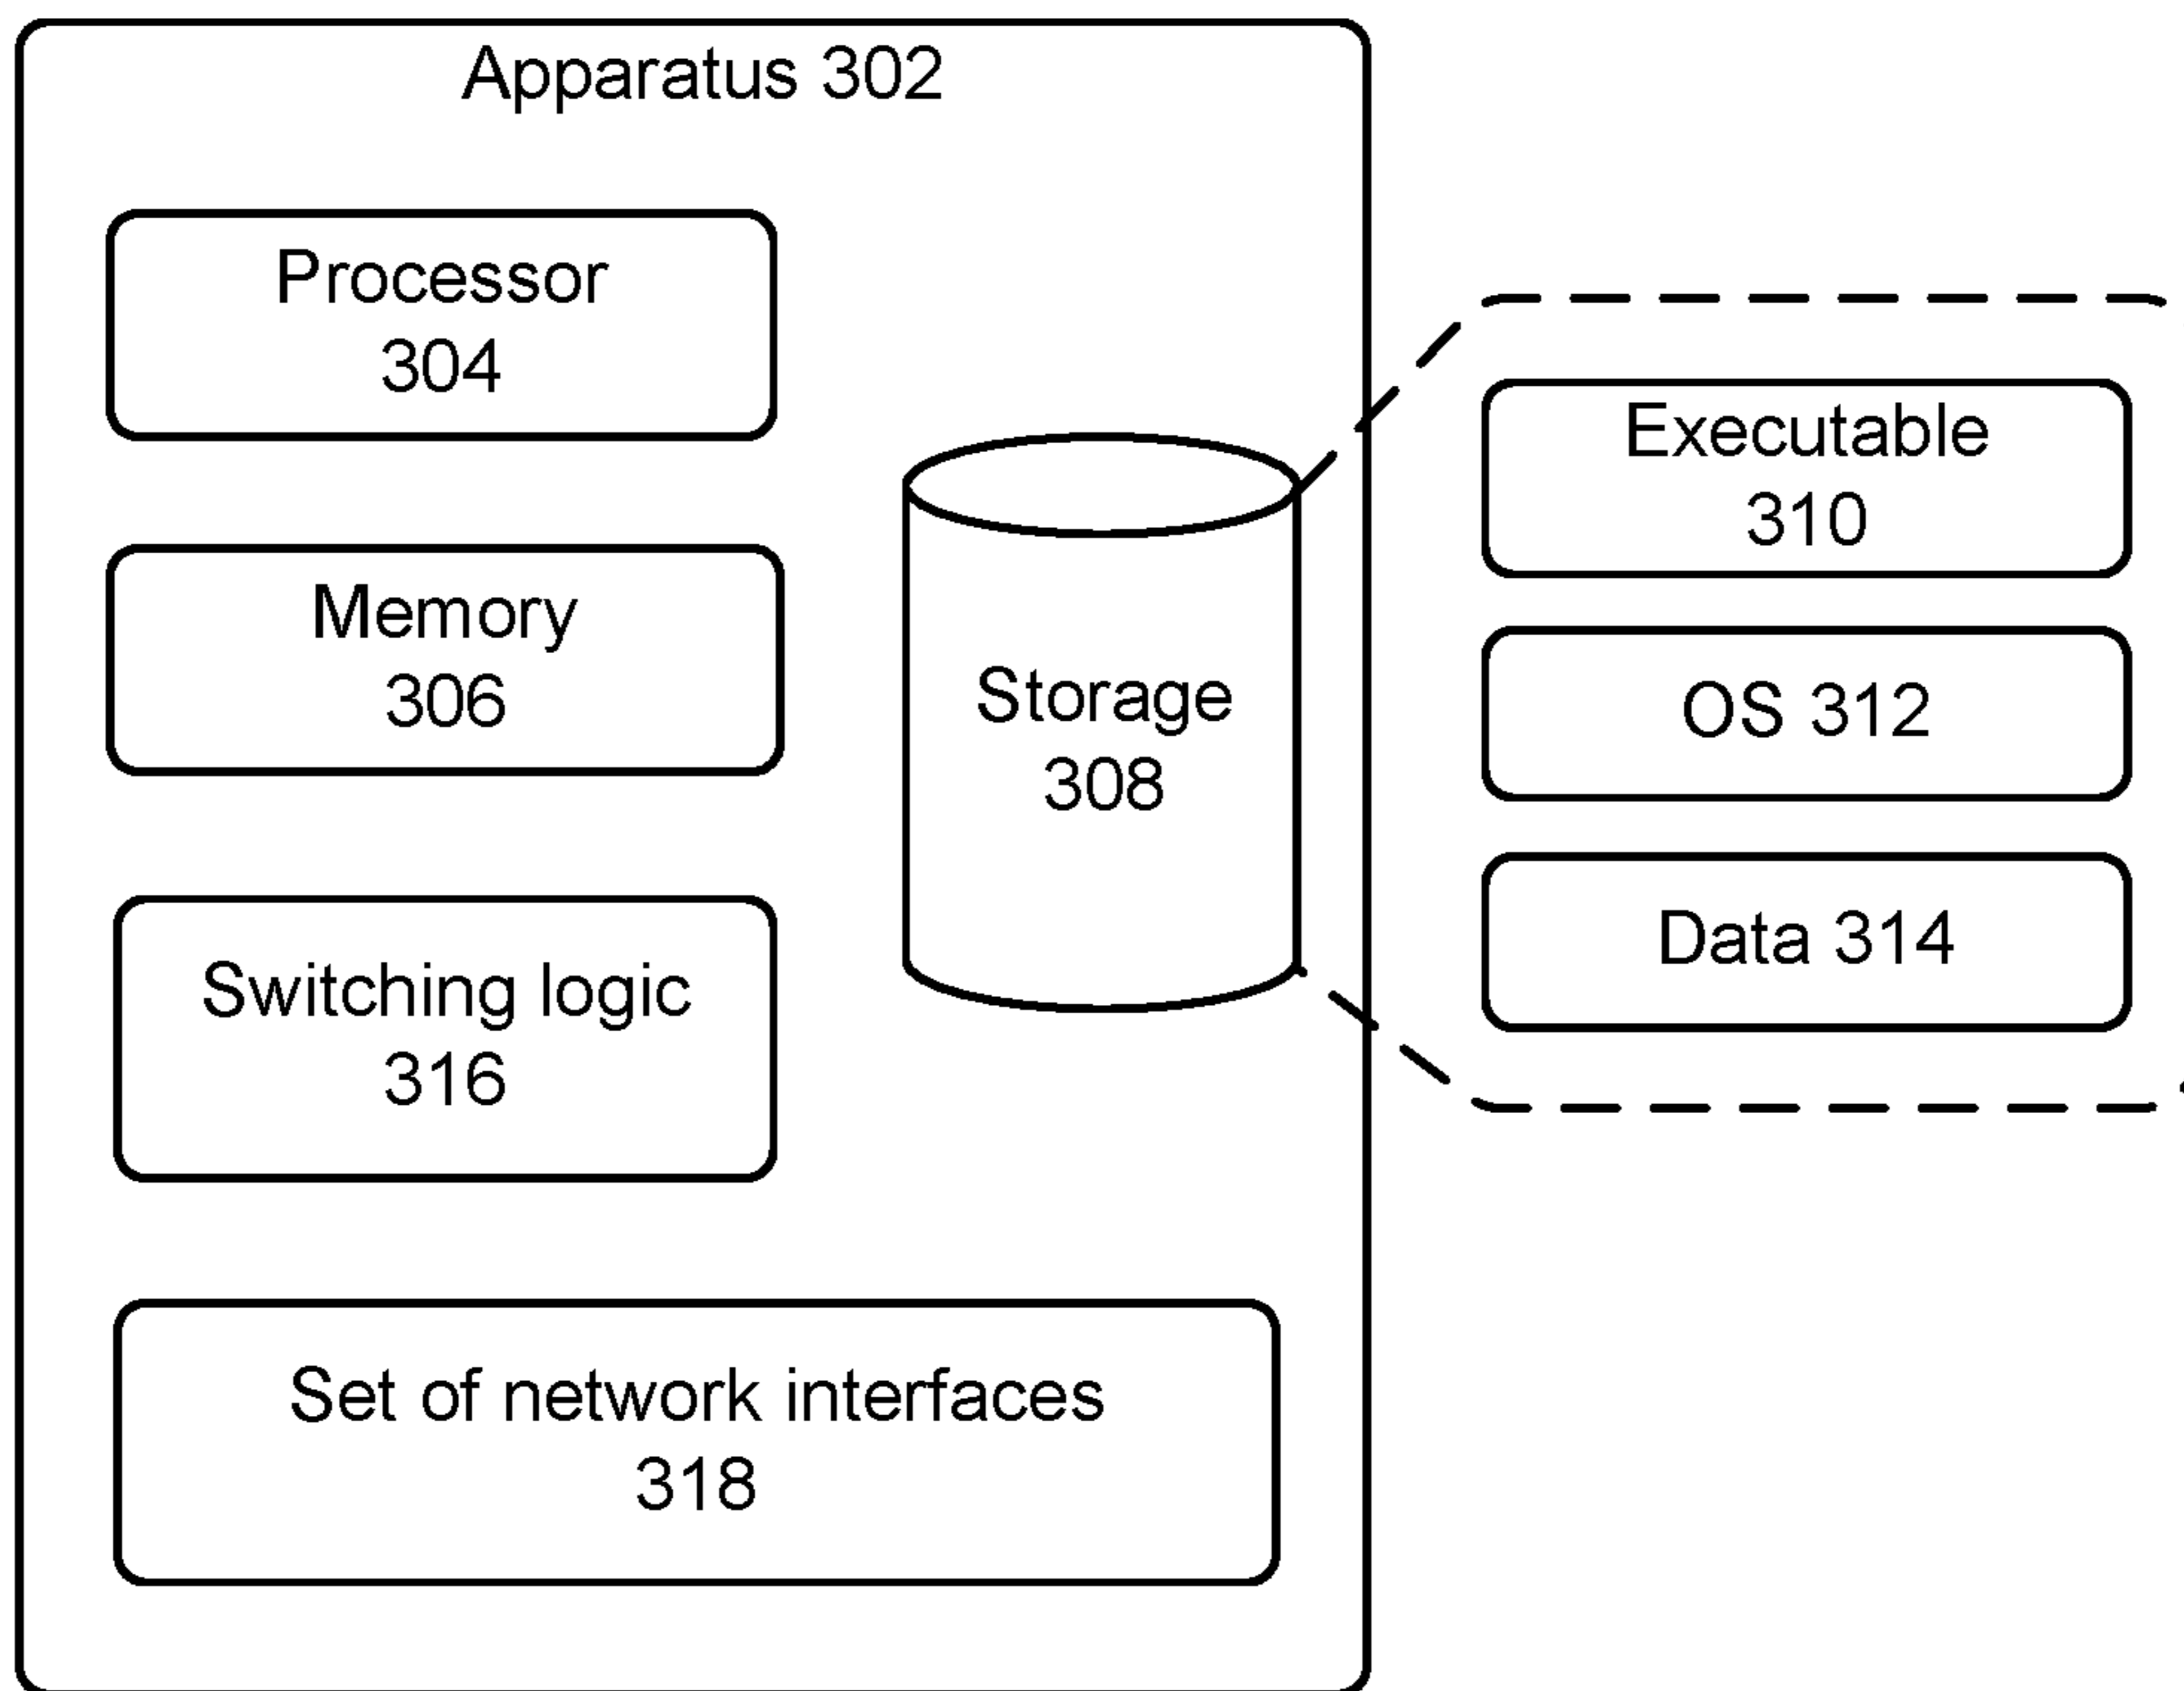 Apparatus 302
Processor
304
Memory
306
Switching logic
316
Storage
308
Set of network interfaces
318
Executable
310
OS 312
Data 314